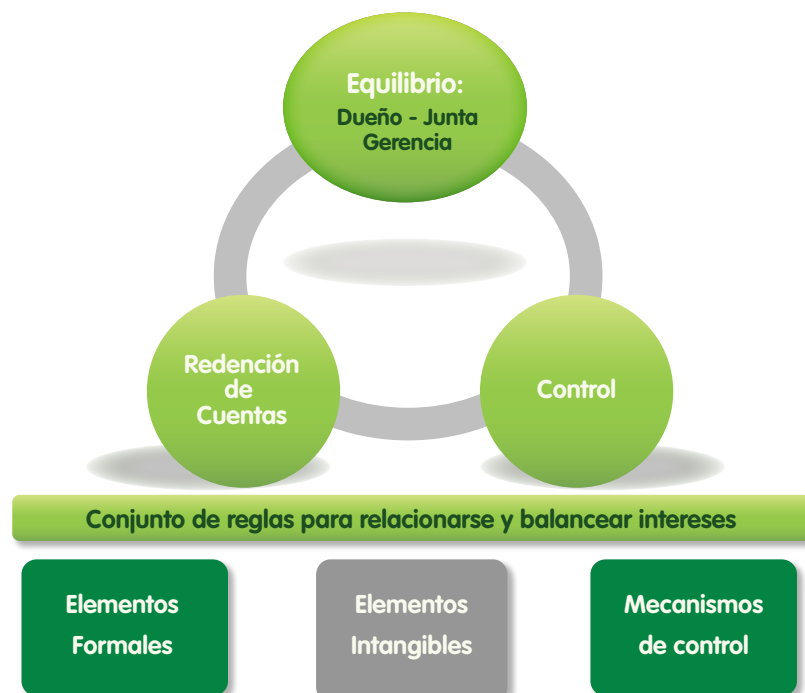 Equilibrio:
Dueño - Junta
Gerencia
Redención
de
Cuentas
Control
Conjunto de reglas para relacionarse y balancear intereses
Elementos
Formales
Elementos
Intangibles
Mecanismos
de control